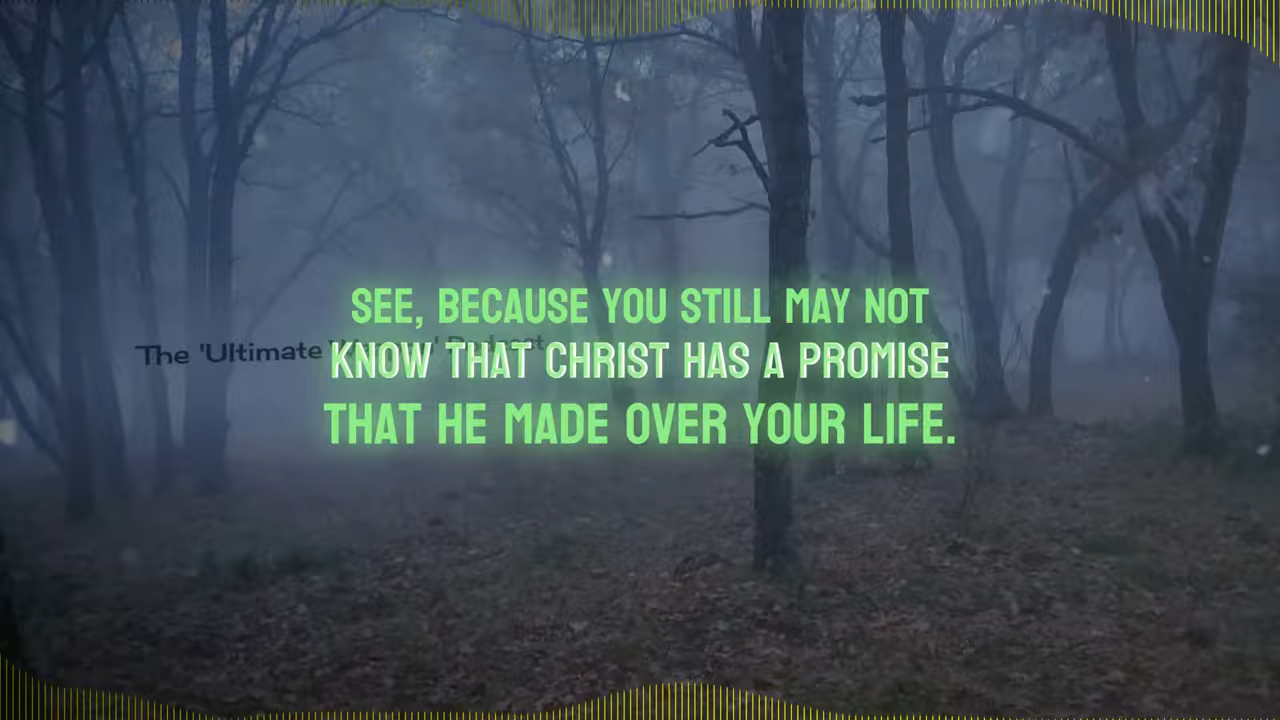 SEE, BECAUSE YOU STILL MAY NOT
The 'Ultimate
KNOW THAT CHRIST HAS A PROMISE
THAT HE MADE OVER YOUR LIFE.